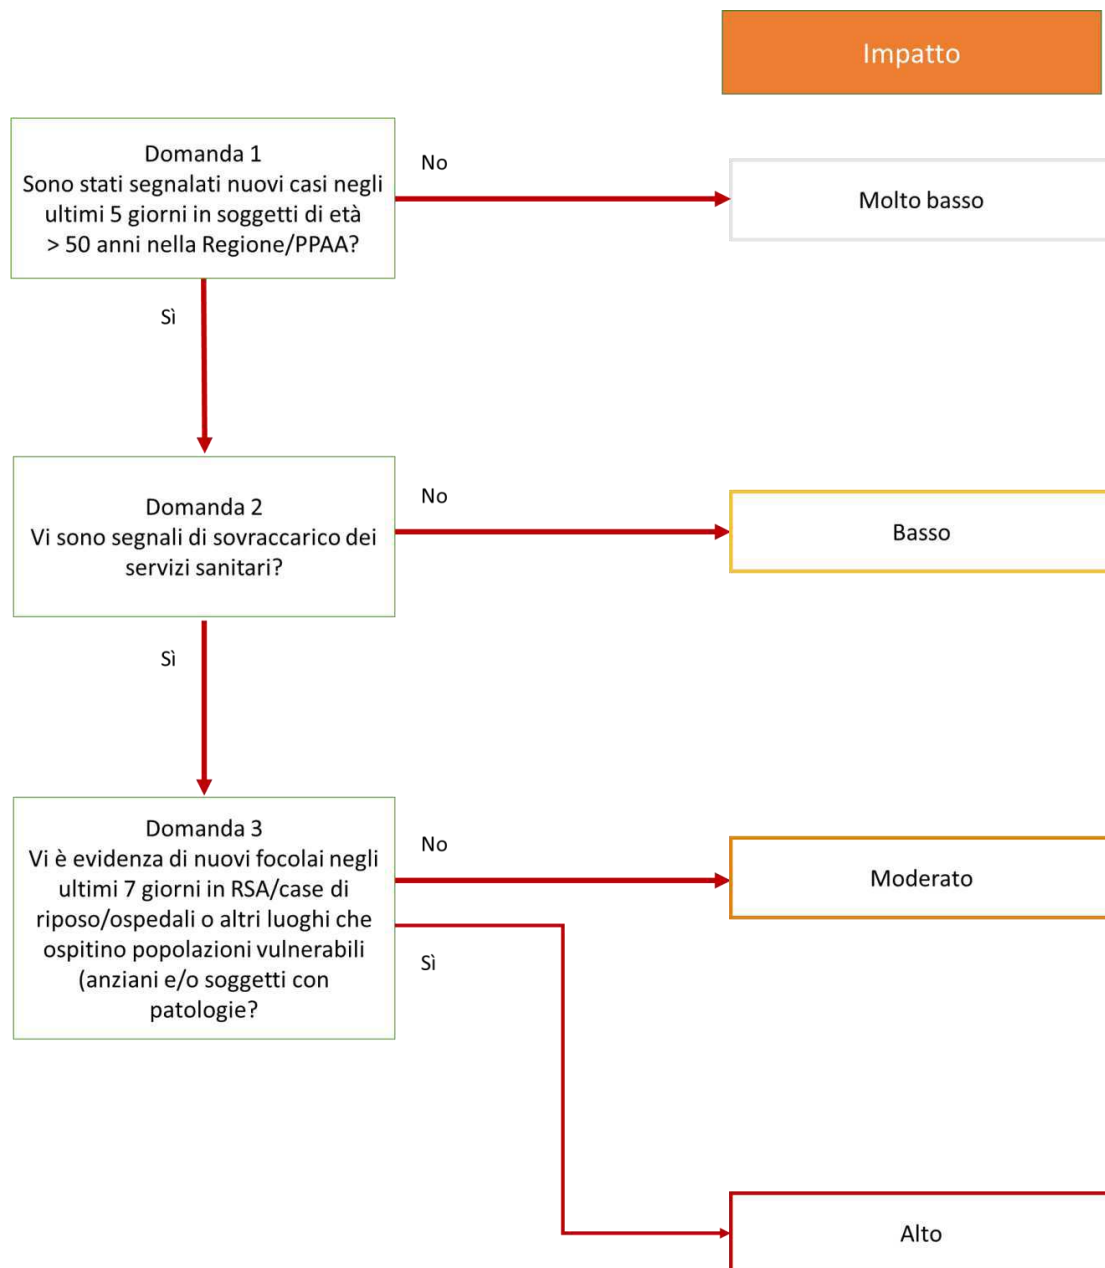 Impatto
Domanda 1
Sono stati segnalati nuovi casi negli
ultimi 5 giorni in soggetti di età
> 50 anni nella Regione/PPAA?
No
Molto basso
Sì
Domanda 2
Vi sono segnali di sovraccarico dei
servizi sanitari?
No
Basso
Sì
Domanda 3
Vi è evidenza di nuovi focolai negli
ultimi 7 giorni in RSA/case di
riposo/ospedali o altri luoghi che
ospitino popolazioni vulnerabili
(anziani e/o soggetti con
patologie?
No
Moderato
Sì
Alto